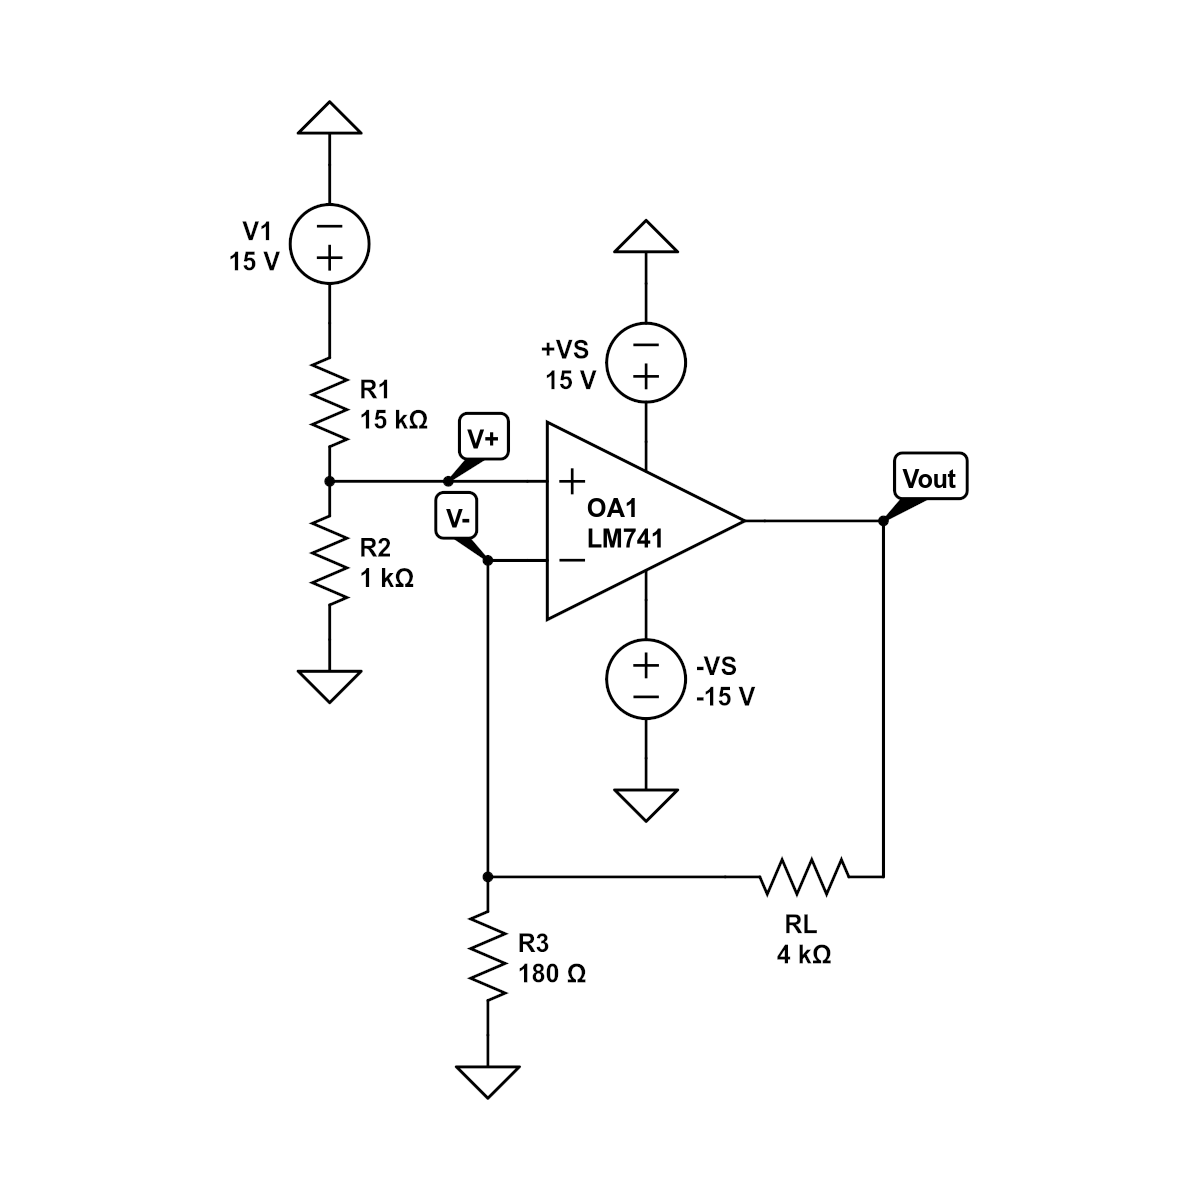 V1
15 V
+VS
15 V
R1
15 kΩ
V+
V-
Vout
OA1
LM741
R2
1 kΩ
-VS
-15 V
RL
4 kΩ
R3
180 Ω